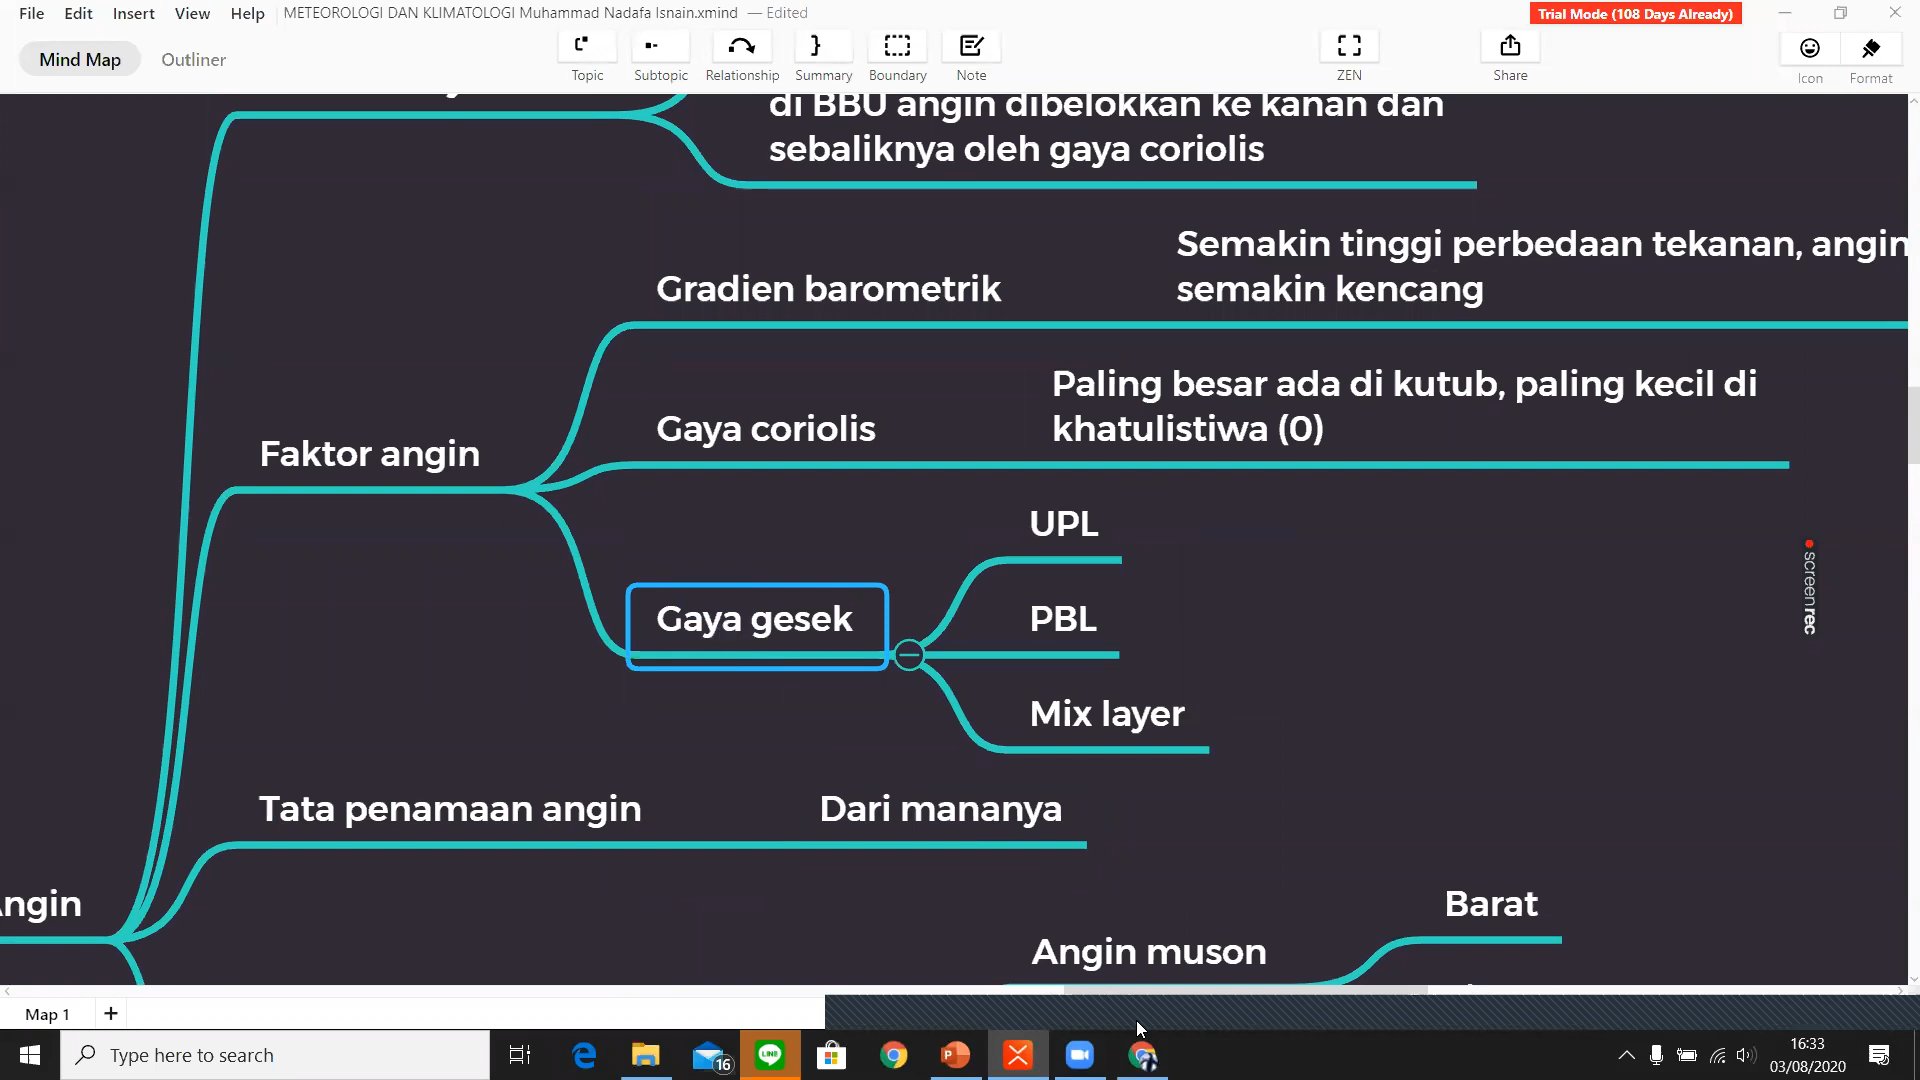 File Edit Insert View Help METEOROLOGI DAN KLIMATOLOGI Muhammad Nadafa Isnain.xmind — Edited
Trial Mode (108 Days Already)
Mind Map Outliner
Topic Subtopic Relationship Summary Boundary Note ZEN Share Icon Format
di BBU angin dibelokkan ke kanan dan
sebaliknya oleh gaya coriolis
Semakin tinggi perbedaan tekanan, angin
semakin kencang
Gradien barometrik
Paling besar ada di kutub, paling kecil di
khatulistiwa (0)
Gaya coriolis
Faktor angin
UPL
Gaya gesek
PBL
Mix layer
screenrec
Tata penamaan angin
Dari mananya
Angin
Barat
Angin muson
Map 1 +
Type here to search
16
LINE
16:33
03/08/2020